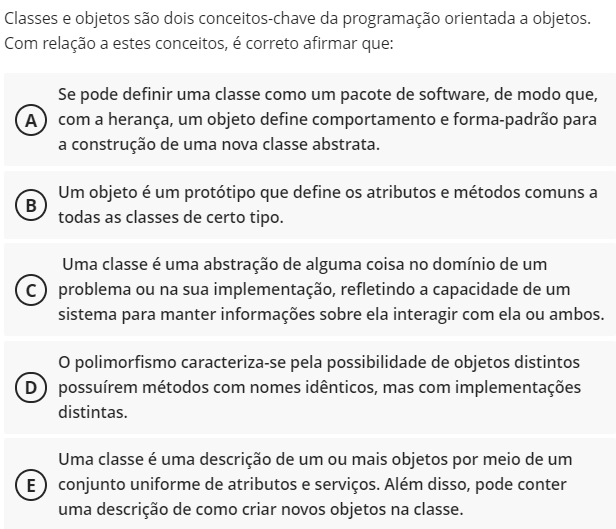 Classes e objetos são dois conceitos-chave da programação orientada a objetos.
Com relação a estes conceitos, é correto afirmar que:
Se pode definir uma classe como um pacote de software, de modo que,
A com a herança, um objeto define comportamento e forma-padrão para
a construção de uma nova classe abstrata.
Um objeto é um protótipo que define os atributos e métodos comuns a
B todas as classes de certo tipo.
Uma classe é uma abstração de alguma coisa no domínio de um
C problema ou na sua implementação, refletindo a capacidade de um
sistema para manter informações sobre ela interagir com ela ou ambos.
O polimorfismo caracteriza-se pela possibilidade de objetos distintos
D possuírem métodos com nomes idênticos, mas com implementações
distintas.
Uma classe é uma descrição de um ou mais objetos por meio de um
E conjunto uniforme de atributos e serviços. Além disso, pode conter
uma descrição de como criar novos objetos na classe.